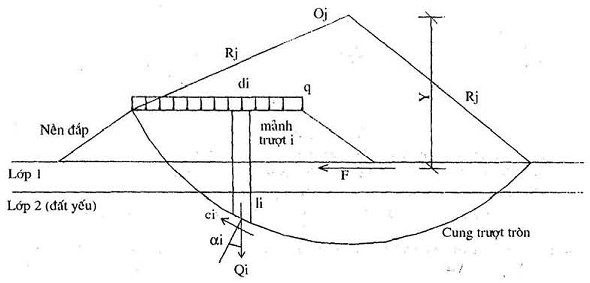 Oj
Rj
di
q
Y
Rj
Nền đắp
mảnh
trượt i
F
Lớp 1
Lớp 2 (đất yếu)
li
ci
Cung trượt tròn
αi
Qi